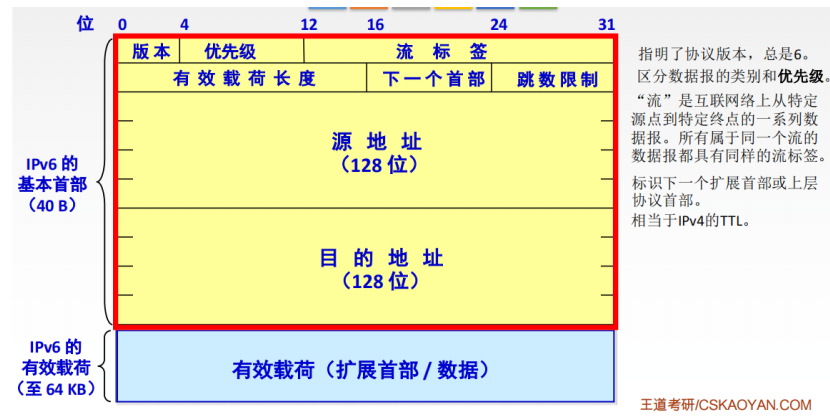 位 0 4 12 16 24 31
版本 优先级 流标签
有效载荷长度 下一个首部 跳数限制
源地址
（128 位）
目的地址
（128 位）
IPv6 的
基本首部
（40 B）
IPv6 的
有效载荷
（至 64 KB）
有效载荷（扩展首部 / 数据）
指明了协议版本，总是6。
区分数据报的类别和优先级。
“流”是互联网络上从特定
源点到特定终点的一系列数
据报。所有属于同一个流的
数据报都具有同样的流标签。
标识下一个扩展首部或上层
协议首部。
相当于IPv4的TTL。
王道考研/CSKAOYAN.COM